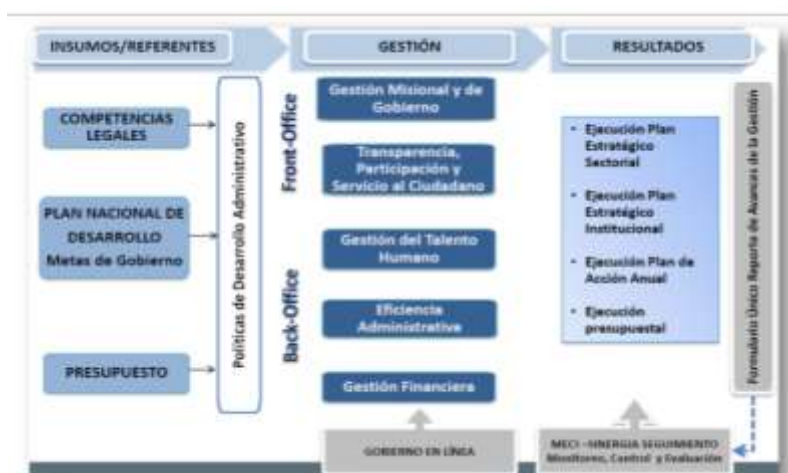 INSUMOS/REFERENTES
GESTIÓN
RESULTADOS
COMPETENCIAS
LEGALES
PLAN NACIONAL DE
DESARROLLO
Metas de Gobierno
PRESUPUESTO
Políticas de Desarrollo Administrativo
Front-Office
Back-Office
Gestión Misional y de
Gobierno
Transparencia,
Participación y
Servicio al Ciudadano
Gestión del Talento
Humano
Eficiencia
Administrativa
Gestión Financiera
GOBIERNO EN LÍNEA
• Ejecución Plan
Estratégico
Sectorial
• Ejecución Plan
Estratégico
Institucional
• Ejecución Plan de
Acción Anual
• Ejecución
presupuestal
MECI –SINERGIA SEGUIMIENTO
Monitoreo, Control y Evaluación
Formulario Único Reporte de Avances de la Gestión